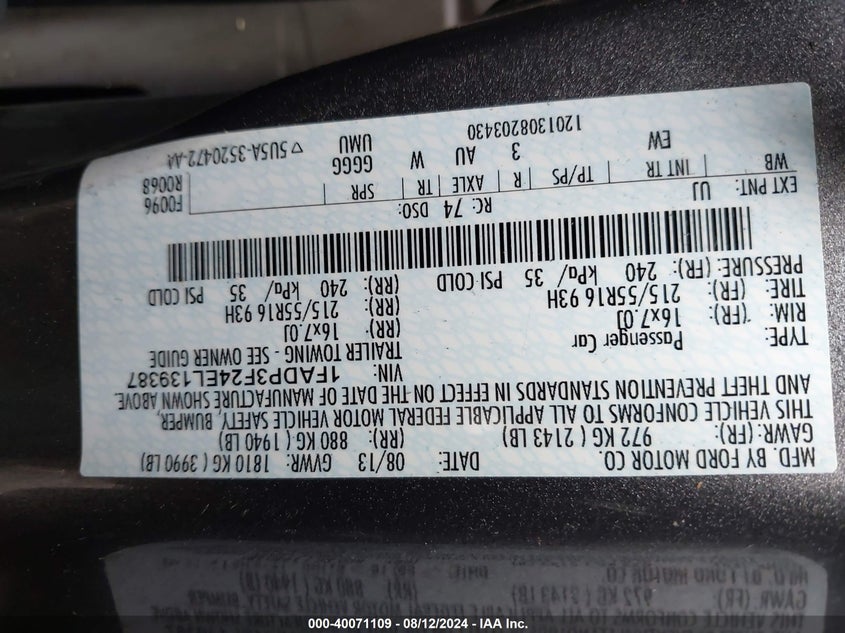 MFD. BY FORD MOTOR CO.
DATE: 08/13 GVWR: 1810 KG ( 3990 LB)
GAWR: (FR): 972 KG ( 2143 LB) (RR): 880 KG ( 1940 LB)
THIS VEHICLE CONFORMS TO ALL APPLICABLE FEDERAL MOTOR VEHICLE SAFETY, BUMPER,
AND THEFT PREVENTION STANDARDS IN EFFECT ON THE DATE OF MANUFACTURE SHOWN ABOVE.
VIN: 1FADP3F24EL139387
TYPE: Passenger Car TRAILER TOWING - SEE OWNER GUIDE
RIM: (FR): 16x7.0J (RR): 16x7.0J
TIRE: (FR): 215/55R16 93H (RR): 215/55R16 93H
PRESSURE: (FR): 240 kPa/ 35 PSI COLD (RR): 240 kPa/ 35 PSI COLD
EXT PNT: UJ RC: 74 DSO: F0096
R0068
WB INT TR TP/PS R AXLE TR SPR
EW 3 AU W GGGG
UMU ▽ 5U5A-3520472-AA
1201308203430
000-40071109 - 08/12/2024 - IAA Inc.